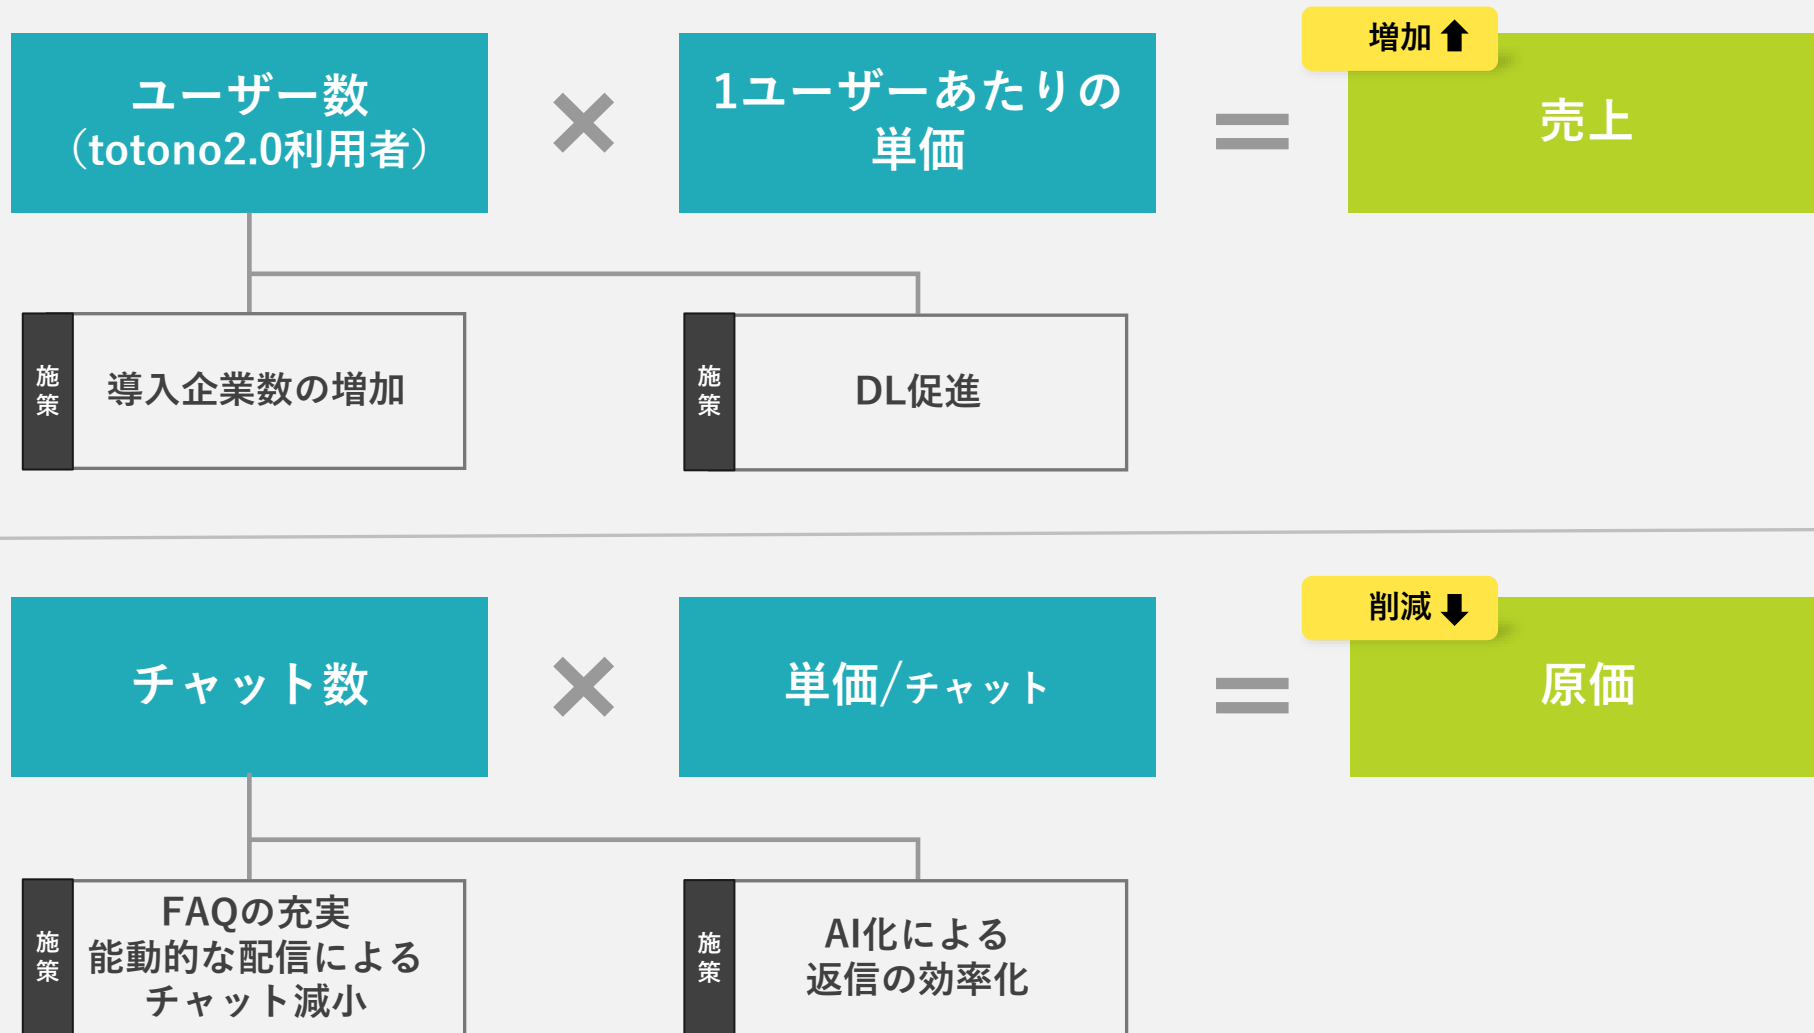 増加
ユーザー数
(totono2.0利用者)
×
1ユーザーあたりの
単価
=
売上
施策
導入企業数の増加
施策
DL促進
削減
チャット数
×
単価/チャット
=
原価
施策
FAQの充実
能動的な配信による
チャット減小
施策
AI化による
返信の効率化